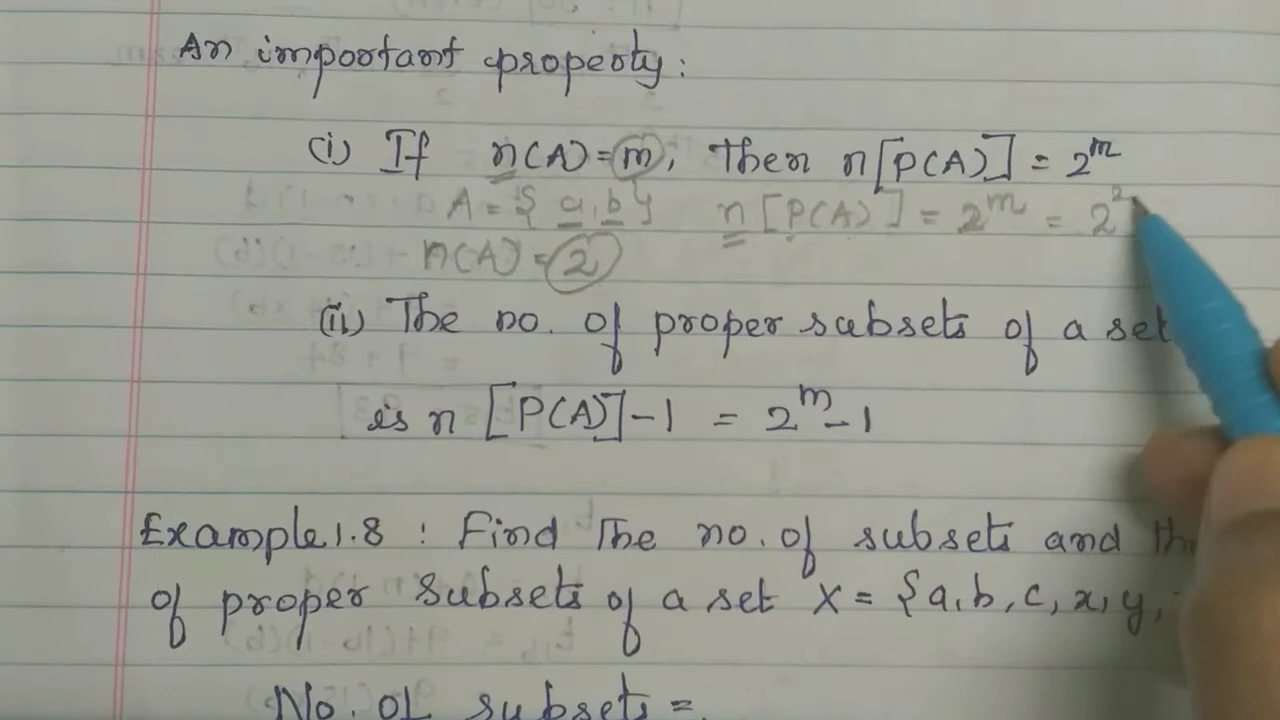 An important property:
(i) If n(A) = m, Then n[P(A)] = 2^m
A = {a, b} n[P(A)] = 2^m = 2^2
n(A) = 2
(ii) The no. of proper subsets of a set
is n [P(A)] - 1 = 2^m - 1
Example 1.8 : Find The no. of subsets and
of proper subsets of a set X = {a, b, c, x, y,
No. of subsets =